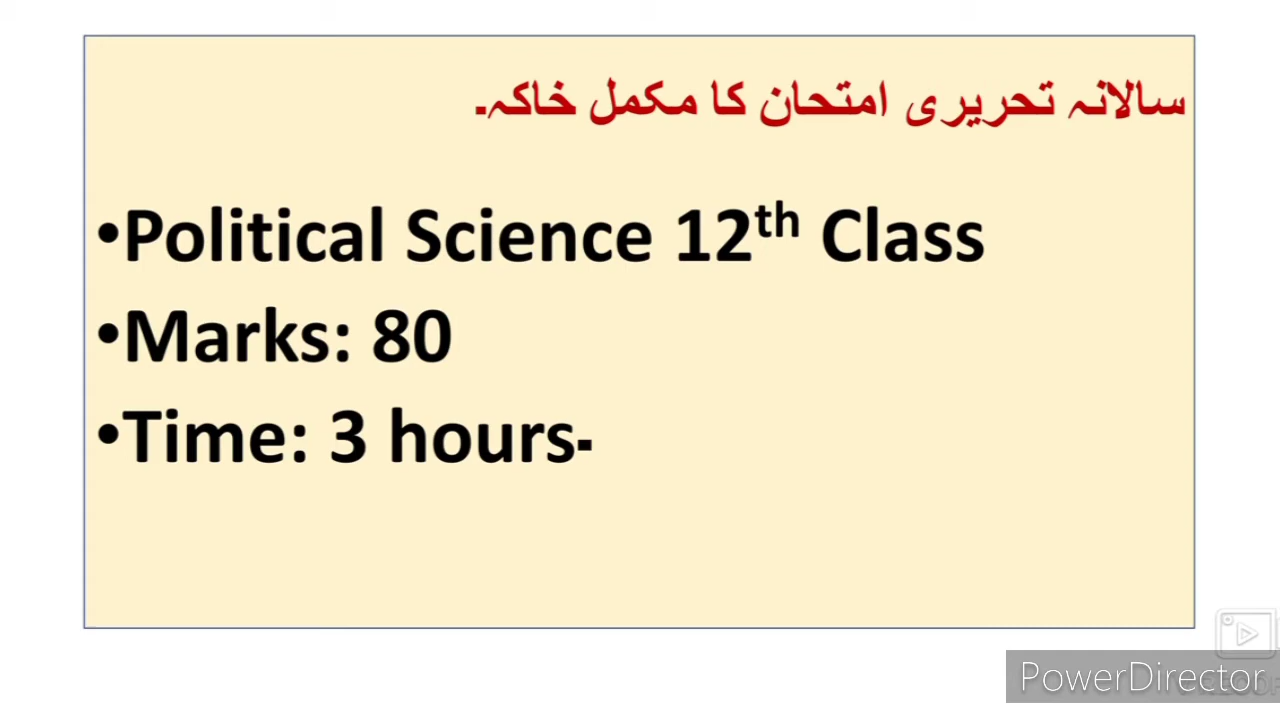 سالانہ تحریری امتحان کا مکمل خاکہ۔
•Political Science 12th Class
•Marks: 80
•Time: 3 hours-
PowerDirector